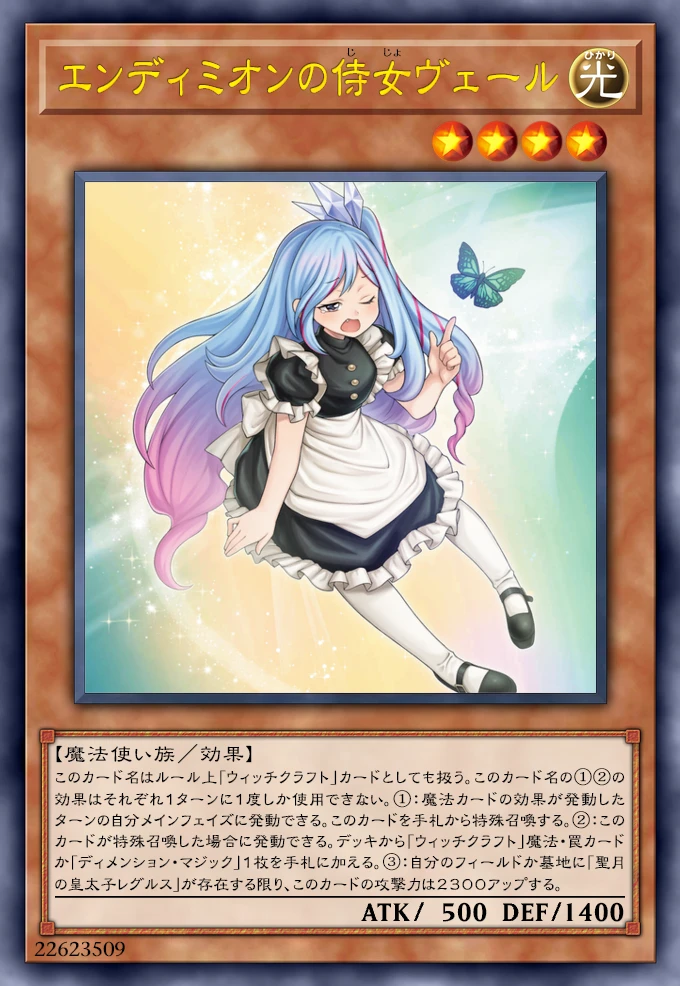 エンディミオンの侍女ヴェール 光
じ じょ ひかり
【魔法使い族／効果】
このカード名はルール上「ウィッチクラフト」カードとしても扱う。このカード名の①②の
効果はそれぞれ1ターンに1度しか使用できない。①：魔法カードの効果が発動した
ターンの自分メインフェイズに発動できる。このカードを手札から特殊召喚する。②：この
カードが特殊召喚した場合に発動できる。デッキから「ウィッチクラフト」魔法・罠カード
か「ディメンション・マジック」1枚を手札に加える。③：自分のフィールドか墓地に「聖月
の皇太子レグルス」が存在する限り、このカードの攻撃力は2300アップする。
ATK/ 500 DEF/1400
22623509